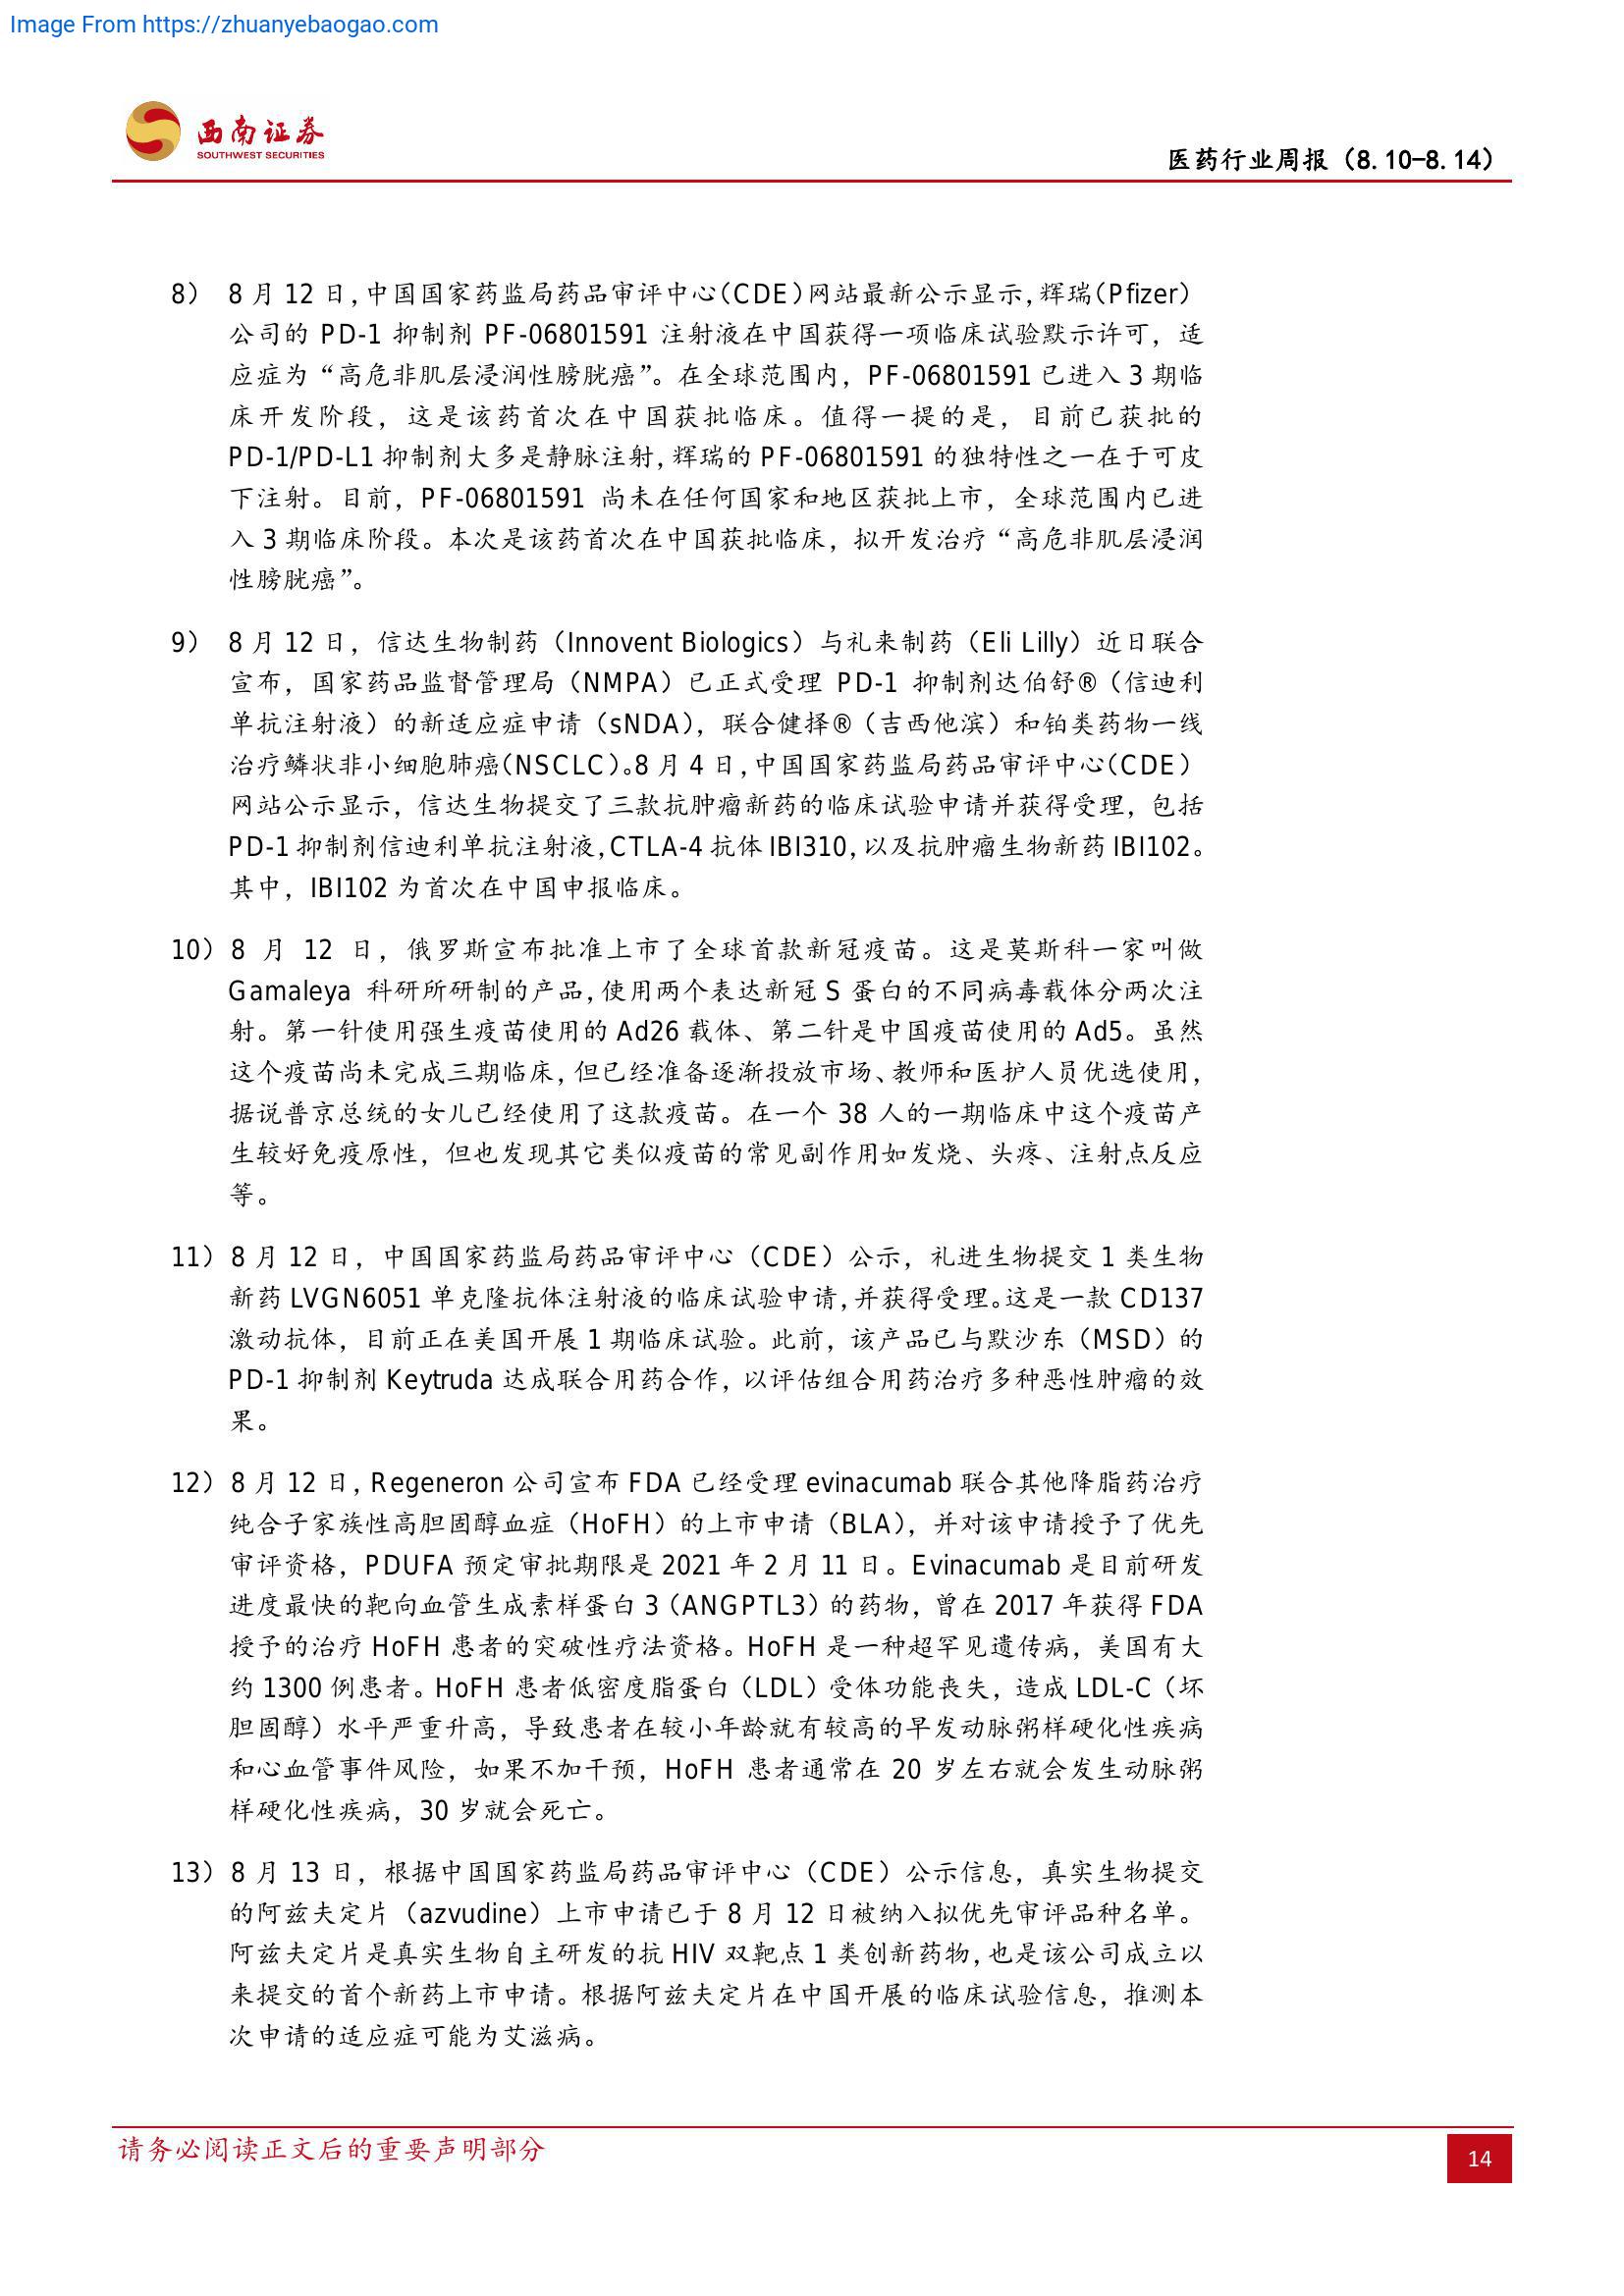 Image From https://zhuanyebaogao.com
西南证券
SOUTHWEST SECURITIES
医药行业周报（8.10-8.14）
8） 8 月 12 日，中国国家药监局药品审评中心（CDE）网站最新公示显示，辉瑞（Pfizer）
公司的 PD-1 抑制剂 PF-06801591 注射液在中国获得一项临床试验默示许可，适
应症为“高危非肌层浸润性膀胱癌”。在全球范围内，PF-06801591 已进入 3 期临
床开发阶段，这是该药首次在中国获批临床。值得一提的是，目前已获批的
PD-1/PD-L1 抑制剂大多是静脉注射，辉瑞的 PF-06801591 的独特性之一在于可皮
下注射。目前，PF-06801591 尚未在任何国家和地区获批上市，全球范围内已进
入 3 期临床阶段。本次是该药首次在中国获批临床，拟开发治疗“高危非肌层浸润
性膀胱癌”。
9） 8 月 12 日，信达生物制药（Innovent Biologics）与礼来制药（Eli Lilly）近日联合
宣布，国家药品监督管理局（NMPA）已正式受理 PD-1 抑制剂达伯舒®（信迪利
单抗注射液）的新适应症申请（sNDA），联合健择®（吉西他滨）和铂类药物一线
治疗鳞状非小细胞肺癌（NSCLC）。8 月 4 日，中国国家药监局药品审评中心（CDE）
网站公示显示，信达生物提交了三款抗肿瘤新药的临床试验申请并获得受理，包括
PD-1 抑制剂信迪利单抗注射液，CTLA-4 抗体 IBI310，以及抗肿瘤生物新药 IBI102。
其中，IBI102 为首次在中国申报临床。
10）8 月 12 日，俄罗斯宣布批准上市了全球首款新冠疫苗。这是莫斯科一家叫做
Gamaleya 科研所研制的产品，使用两个表达新冠 S 蛋白的不同病毒载体分两次注
射。第一针使用强生疫苗使用的 Ad26 载体、第二针是中国疫苗使用的 Ad5。虽然
这个疫苗尚未完成三期临床，但已经准备逐渐投放市场、教师和医护人员优选使用，
据说普京总统的女儿已经使用了这款疫苗。在一个 38 人的一期临床中这个疫苗产
生较好免疫原性，但也发现其它类似疫苗的常见副作用如发烧、头疼、注射点反应
等。
11）8 月 12 日，中国国家药监局药品审评中心（CDE）公示，礼进生物提交 1 类生物
新药 LVGN6051 单克隆抗体注射液的临床试验申请，并获得受理。这是一款 CD137
激动抗体，目前正在美国开展 1 期临床试验。此前，该产品已与默沙东（MSD）的
PD-1 抑制剂 Keytruda 达成联合用药合作，以评估组合用药治疗多种恶性肿瘤的效
果。
12）8 月 12 日，Regeneron 公司宣布 FDA 已经受理 evinacumab 联合其他降脂药治疗
纯合子家族性高胆固醇血症（HoFH）的上市申请（BLA），并对该申请授予了优先
审评资格，PDUFA 预定审批期限是 2021 年 2 月 11 日。Evinacumab 是目前研发
进度最快的靶向血管生成素样蛋白 3（ANGPTL3）的药物，曾在 2017 年获得 FDA
授予的治疗 HoFH 患者的突破性疗法资格。HoFH 是一种超罕见遗传病，美国有大
约 1300 例患者。HoFH 患者低密度脂蛋白（LDL）受体功能丧失，造成 LDL-C（坏
胆固醇）水平严重升高，导致患者在较小年龄就有较高的早发动脉粥样硬化性疾病
和心血管事件风险，如果不加干预，HoFH 患者通常在 20 岁左右就会发生动脉粥
样硬化性疾病，30 岁就会死亡。
13）8 月 13 日，根据中国国家药监局药品审评中心（CDE）公示信息，真实生物提交
的阿兹夫定片（azvudine）上市申请已于 8 月 12 日被纳入拟优先审评品种名单。
阿兹夫定片是真实生物自主研发的抗 HIV 双靶点 1 类创新药物，也是该公司成立以
来提交的首个新药上市申请。根据阿兹夫定片在中国开展的临床试验信息，推测本
次申请的适应症可能为艾滋病。
请务必阅读正文后的重要声明部分
14